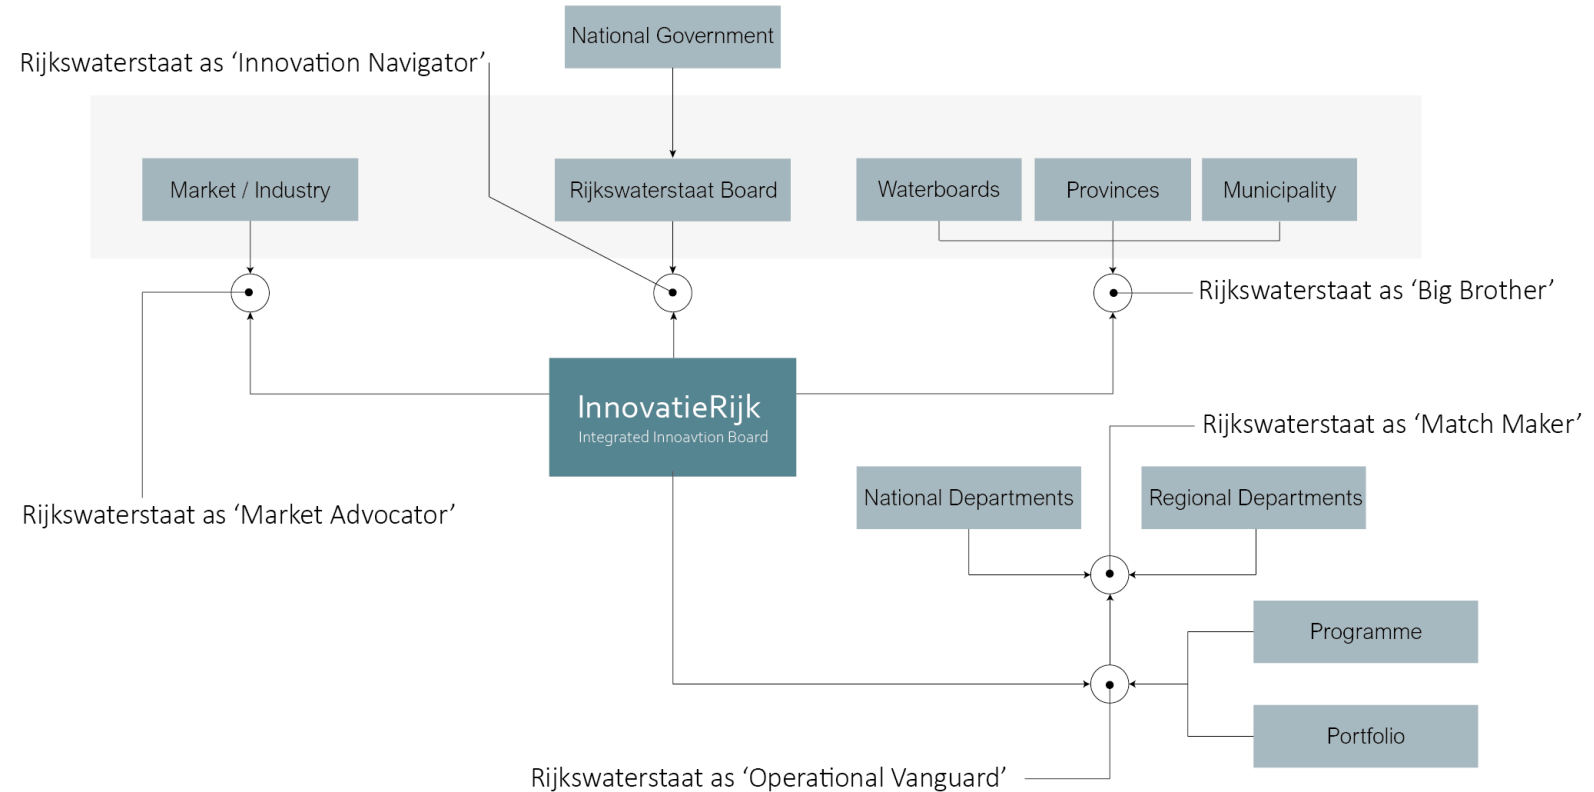 National Government
Rijkswaterstaat as ‘Innovation Navigator’
Market / Industry
Rijkswaterstaat Board
Waterboards
Provinces
Municipality
Rijkswaterstaat as ‘Big Brother’
InnovatieRijk
Integrated Innoavtion Board
Rijkswaterstaat as ‘Match Maker’
National Departments
Regional Departments
Rijkswaterstaat as ‘Market Advocator’
Programme
Portfolio
Rijkswaterstaat as ‘Operational Vanguard’